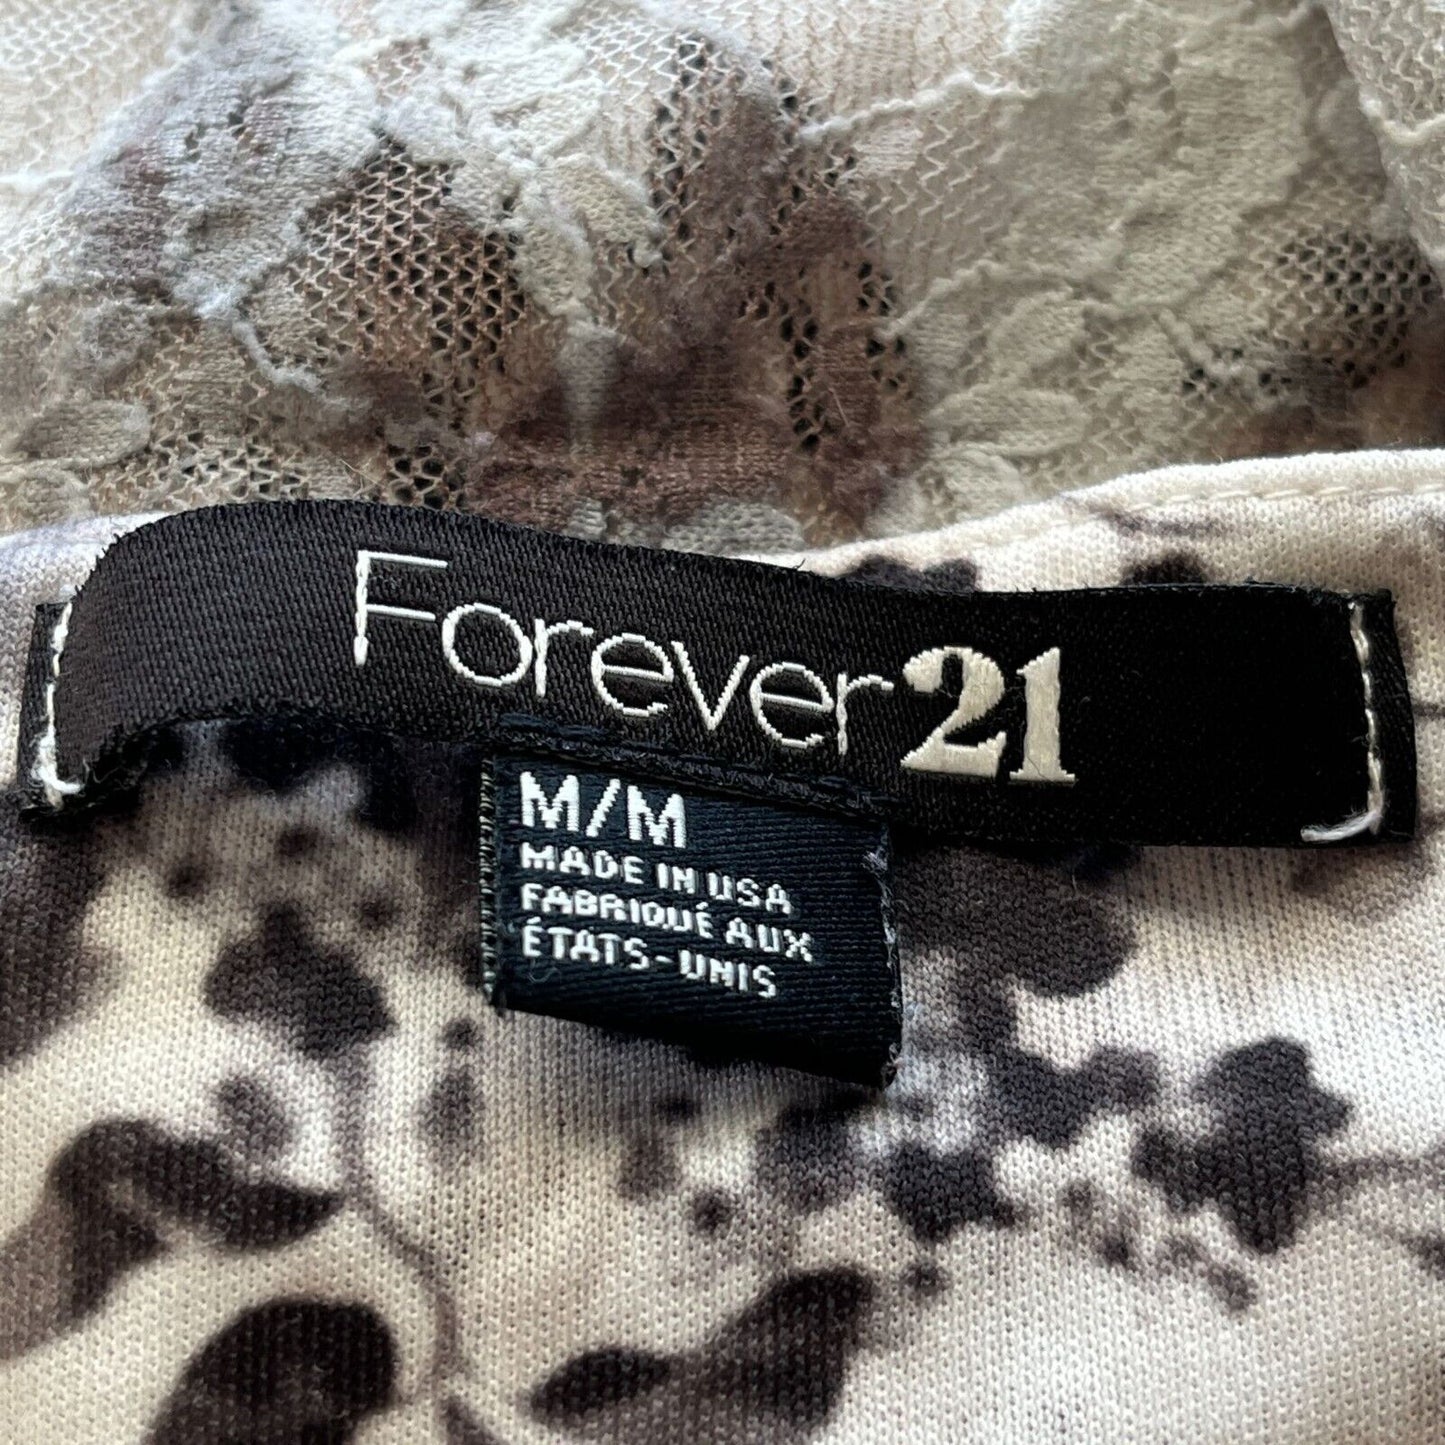 Forever21
M/M
MADE IN USA
FABRIQUÉ AUX
ÉTATS-UNIS